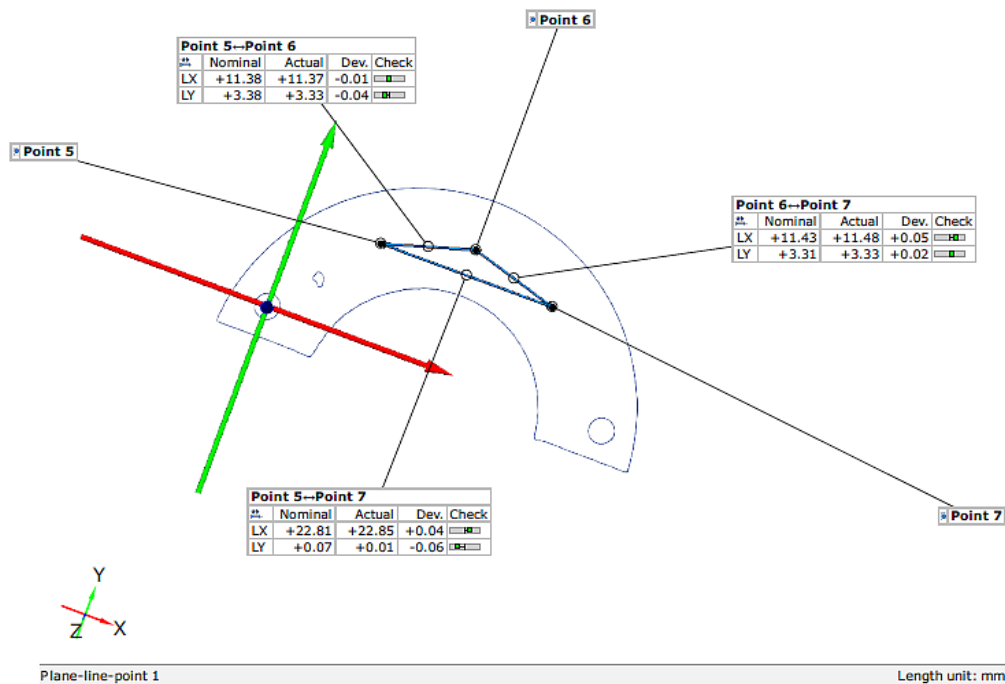 Point 6
Point 5↔Point 6
Nominal Actual Dev. Check
LX +11.38 +11.37 -0.01
LY +3.38 +3.33 -0.04
Point 5
Point 6↔Point 7
Nominal Actual Dev. Check
LX +11.43 +11.48 +0.05
LY +3.31 +3.33 +0.02
Point 5↔Point 7
Nominal Actual Dev. Check
LX +22.81 +22.85 +0.04
LY +0.07 +0.01 -0.06
Point 7
Y
Z X
Plane-line-point 1 Length unit: mm